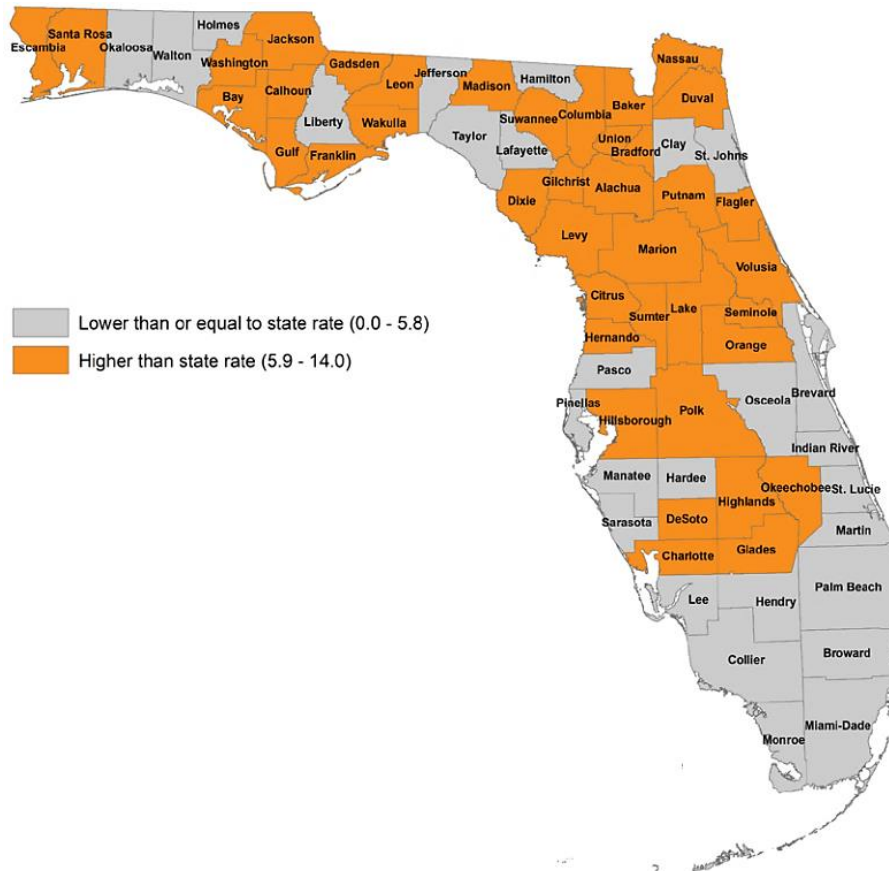 Holmes
Jackson
Santa Rosa
Escambia
Okaloosa
Walton
Washington
Gadsden
Nassau
Leon
Jefferson
Madison
Hamilton
Bay
Calhoun
Baker
Duval
Columbia
Suwannee
Liberty
Wakulla
Taylor
Union
Clay
Lafayette
Bradford
St. Johns
Gulf
Franklin
Gilchrist
Alachua
Putnam
Dixie
Flagler
Levy
Marion
Volusia
Citrus
Lake
Seminole
Sumter
Lower than or equal to state rate (0.0 - 5.8)
Hernando
Orange
Higher than state rate (5.9 - 14.0)
Pasco
Brevard
Osceola
Pinellas
Polk
Hillsborough
Indian River
Manatee
Hardee
Okeechobee
St. Lucie
Highlands
DeSoto
Sarasota
Martin
Charlotte
Glades
Palm Beach
Lee
Hendry
Broward
Collier
Miami-Dade
Monroe